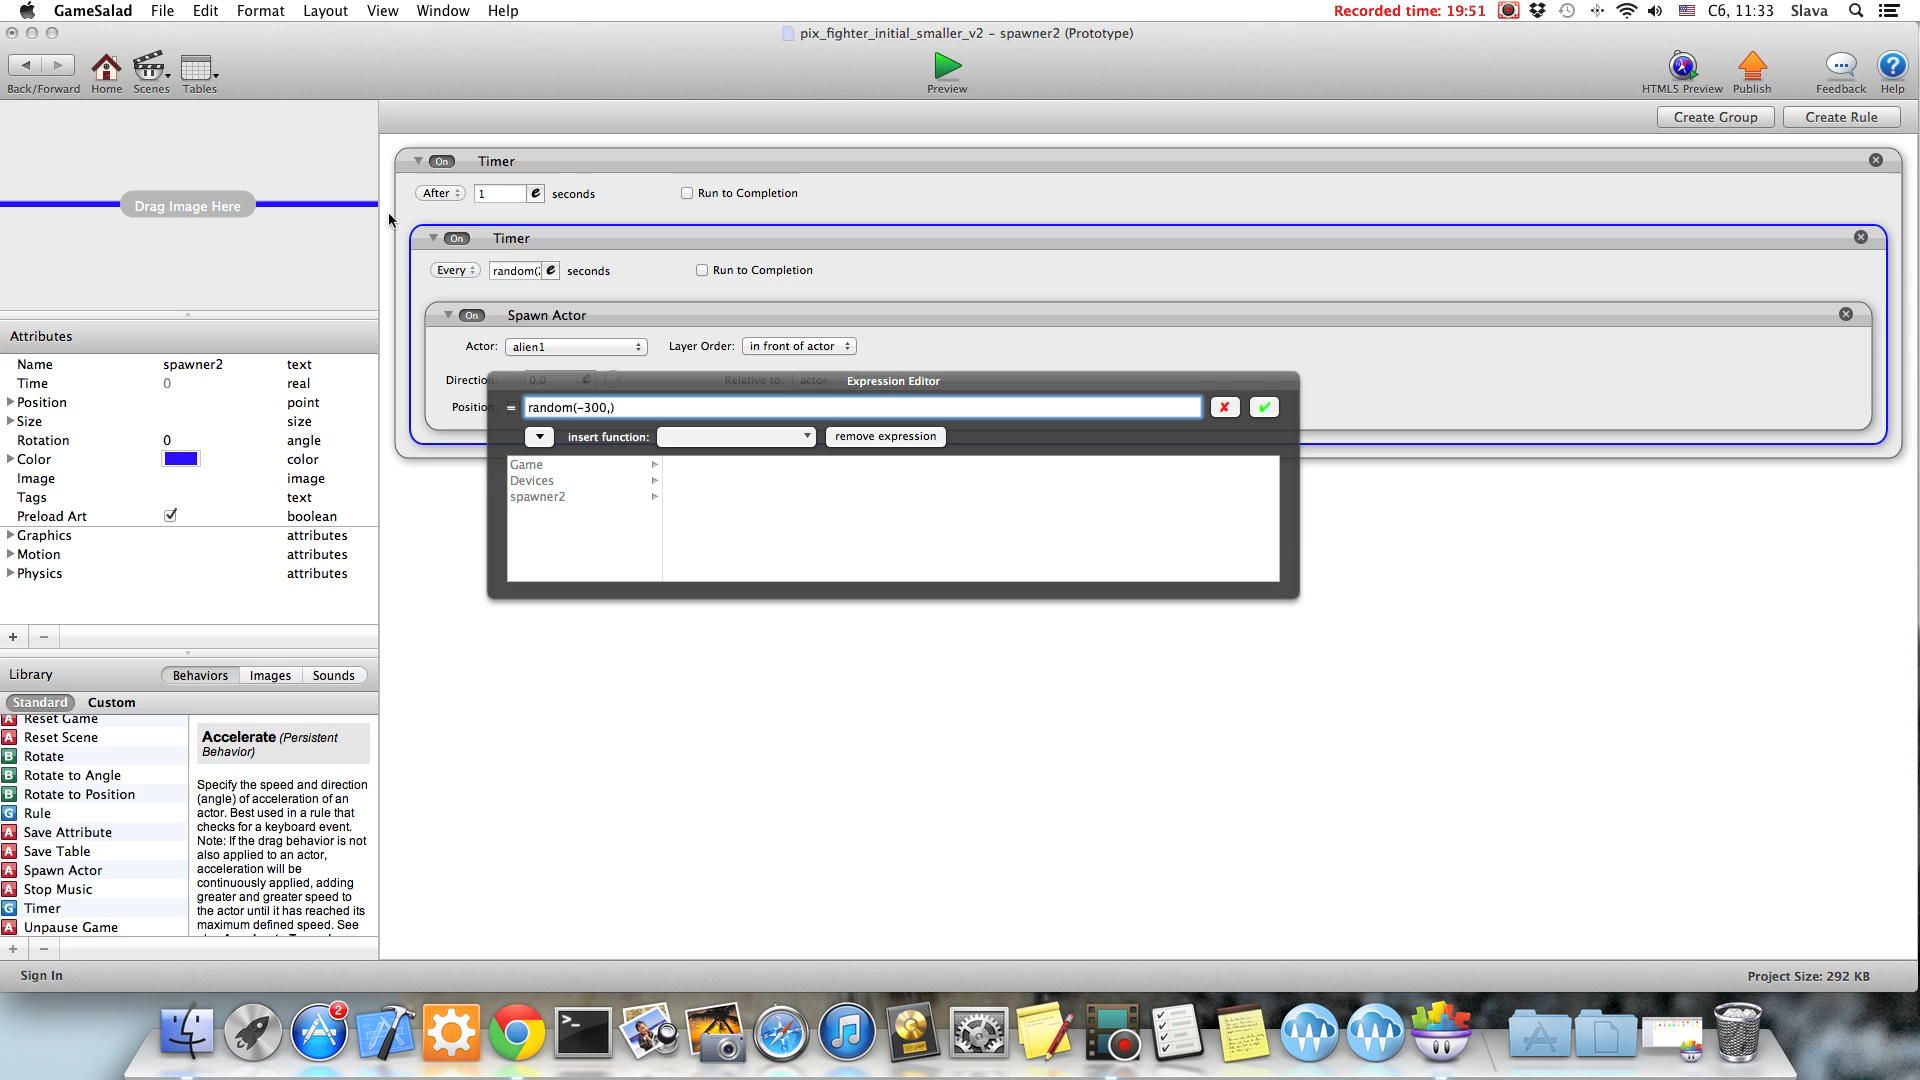 GameSalad File Edit Format Layout View Window Help
Recorded time: 19:51 Сб, 11:33 Slava
pix_fighter_initial_smaller_v2 – spawner2 (Prototype)
Back/Forward Home Scenes Tables Preview HTML5 Preview Publish Feedback Help
Create Group Create Rule
Drag Image Here
On Timer
After 1 e seconds Run to Completion
On Timer
Every random( e seconds Run to Completion
On Spawn Actor
Actor: alien1 Layer Order: in front of actor
Direction: 0,0 e Relative to: actor
Expression Editor
Position: = random(-300,)
insert function: remove expression
Game
Devices
spawner2
Attributes
Name spawner2 text
Time 0 real
Position point
Size size
Rotation 0 angle
Color color
Image image
Tags text
Preload Art boolean
Graphics attributes
Motion attributes
Physics attributes
+ −
Library Behaviors Images Sounds
Standard Custom
A Reset Game
A Reset Scene
B Rotate
B Rotate to Angle
B Rotate to Position
G Rule
A Save Attribute
A Save Table
A Spawn Actor
A Stop Music
G Timer
A Unpause Game
Accelerate (Persistent
Behavior)
Specify the speed and direction
(angle) of acceleration of an
actor. Best used in a rule that
checks for a keyboard event.
Note: If the drag behavior is not
also applied to an actor,
acceleration will be
continuously applied, adding
greater and greater speed to
the actor until it has reached its
maximum defined speed. See
+ −
Sign In Project Size: 292 KB
2